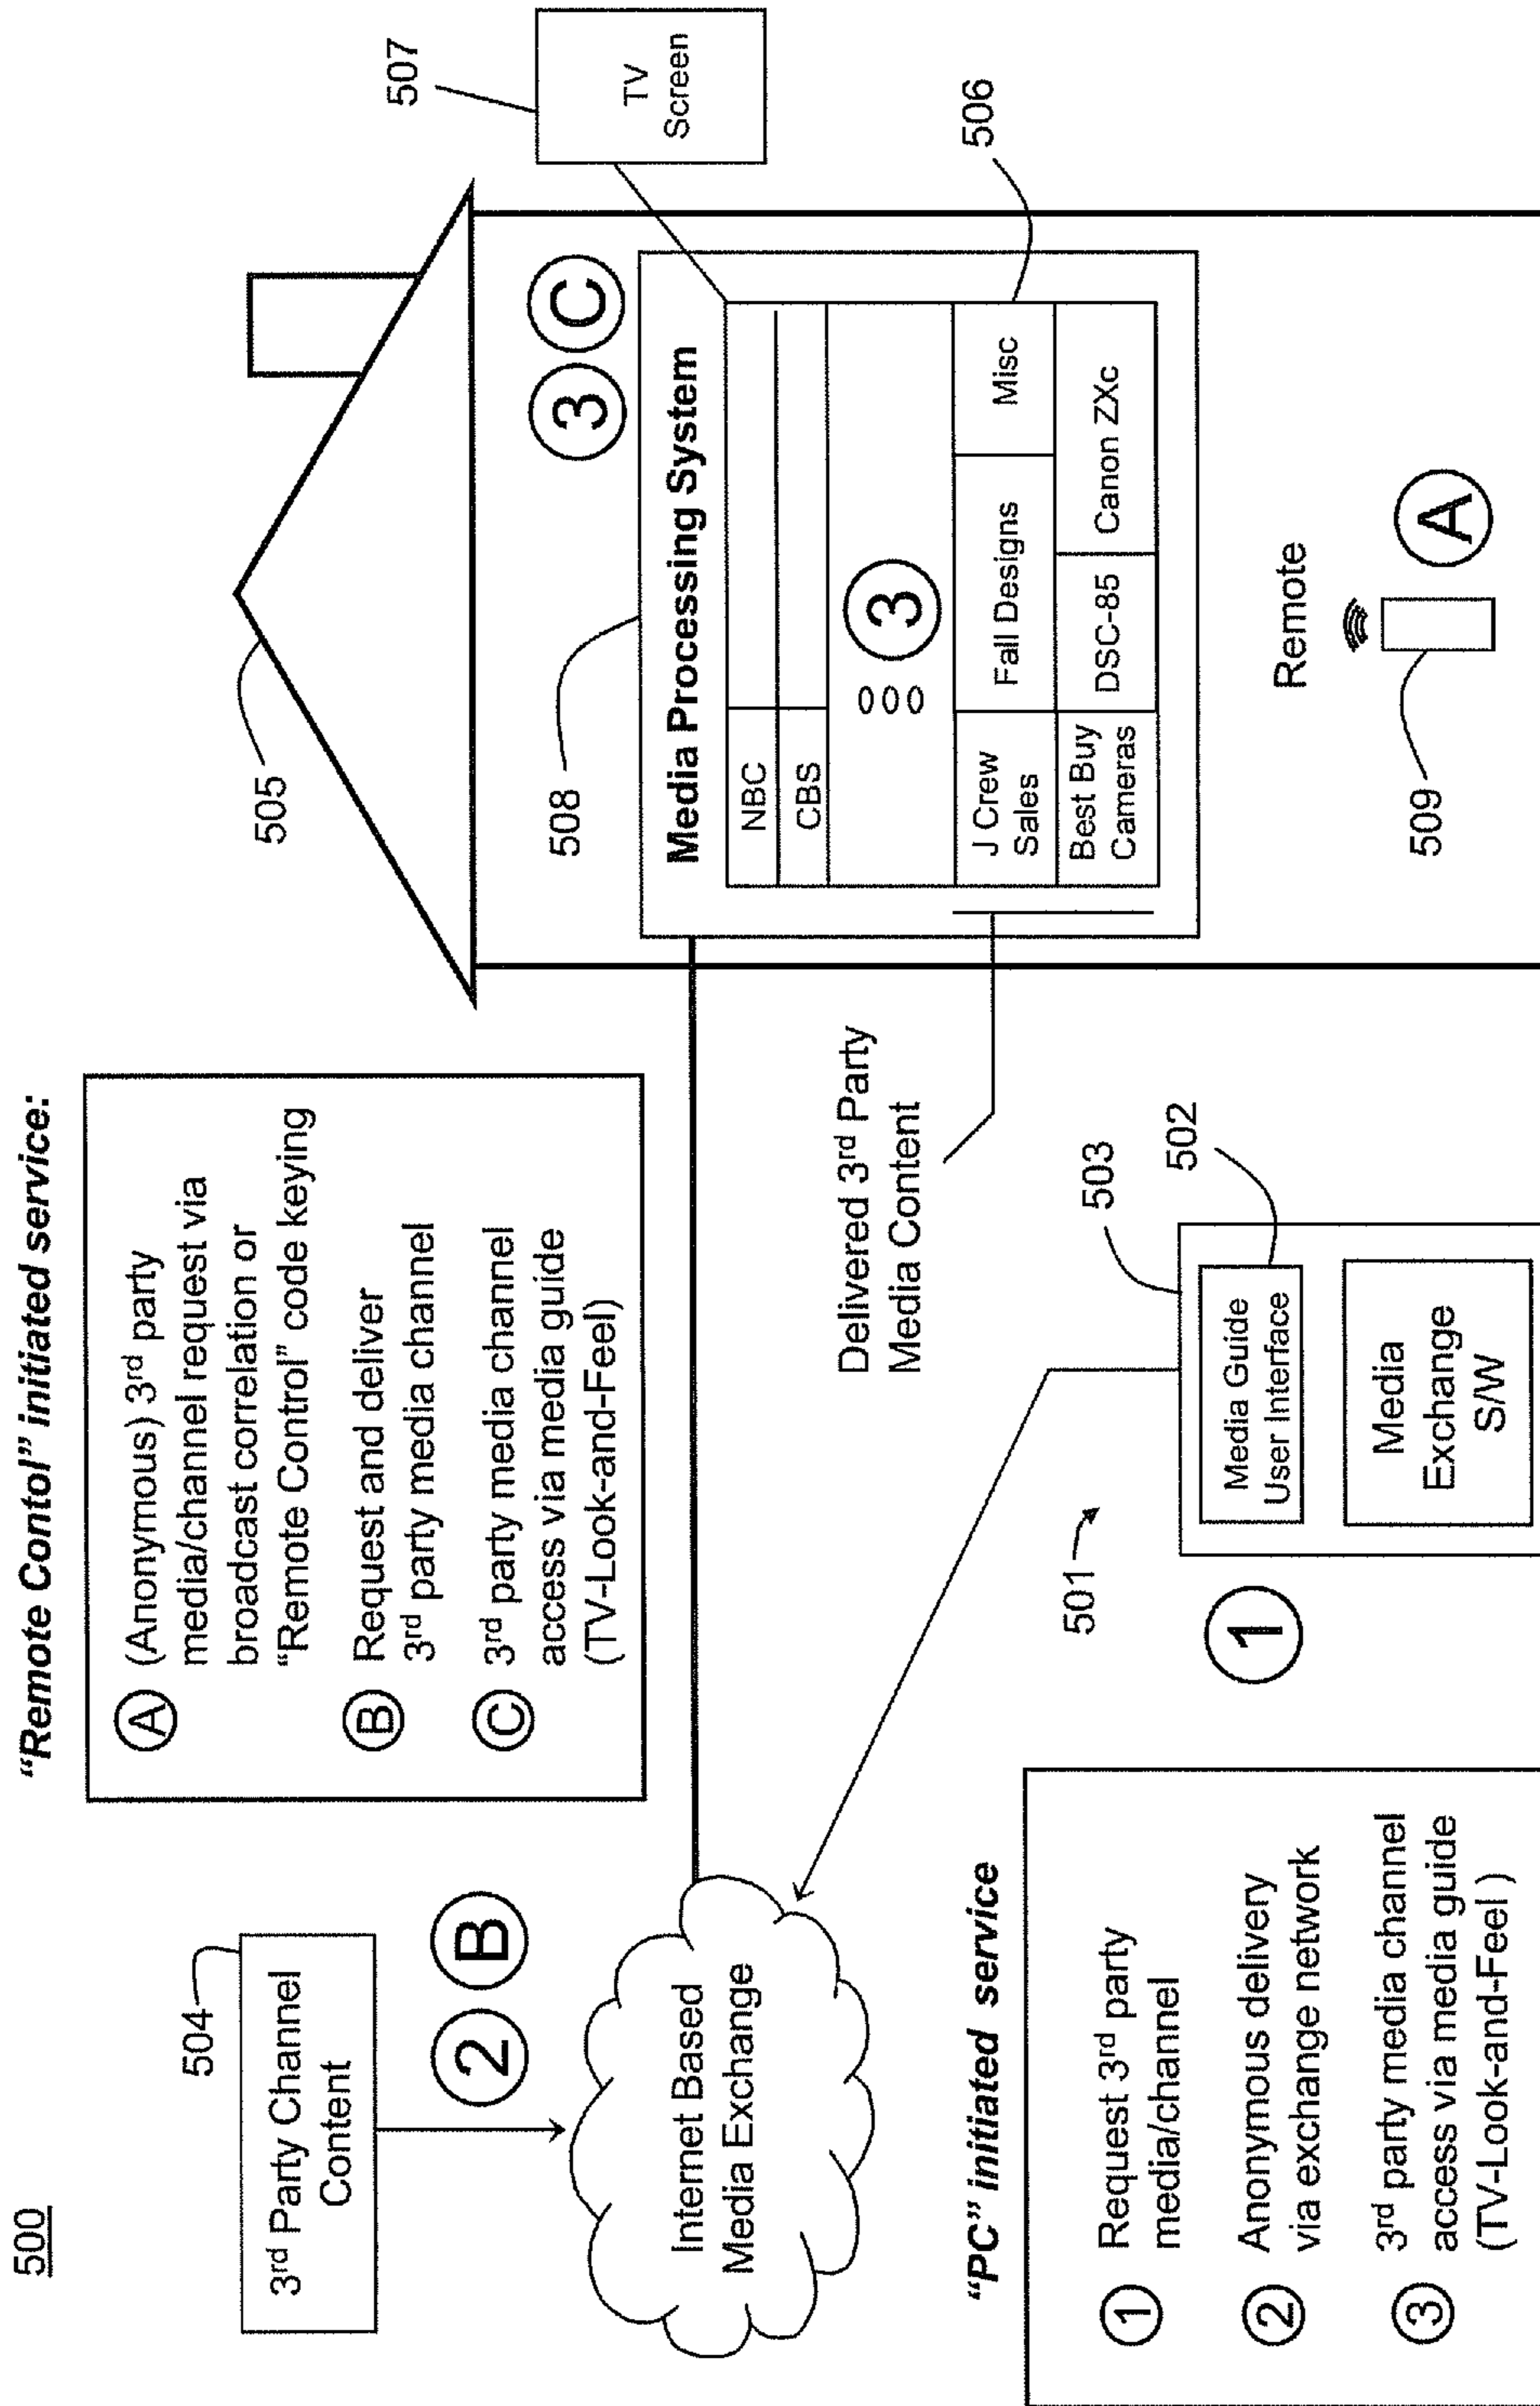 500
"Remote Contol" initiated service:
A (Anonymous) 3rd party
media/channel request via
broadcast correlation or
"Remote Control" code keying
B Request and deliver
3rd party media channel
C 3rd party media channel
access via media guide
(TV-Look-and-Feel)
504
3rd Party Channel
Content
2 B
Internet Based
Media Exchange
"PC" initiated service
1 Request 3rd party
media/channel
2 Anonymous delivery
via exchange network
3 3rd party media channel
access via media guide
(TV-Look-and-Feel )
501
1
503
502
Media Guide
User Interface
Media
Exchange
S/W
Delivered 3rd Party
Media Content
505
508
3 C
Media Processing System
NBC
CBS
000
3
J Crew
Sales
Fall Designs
Misc
Best Buy
Cameras
DSC-85
Canon ZXc
507
TV
Screen
506
Remote
509
A